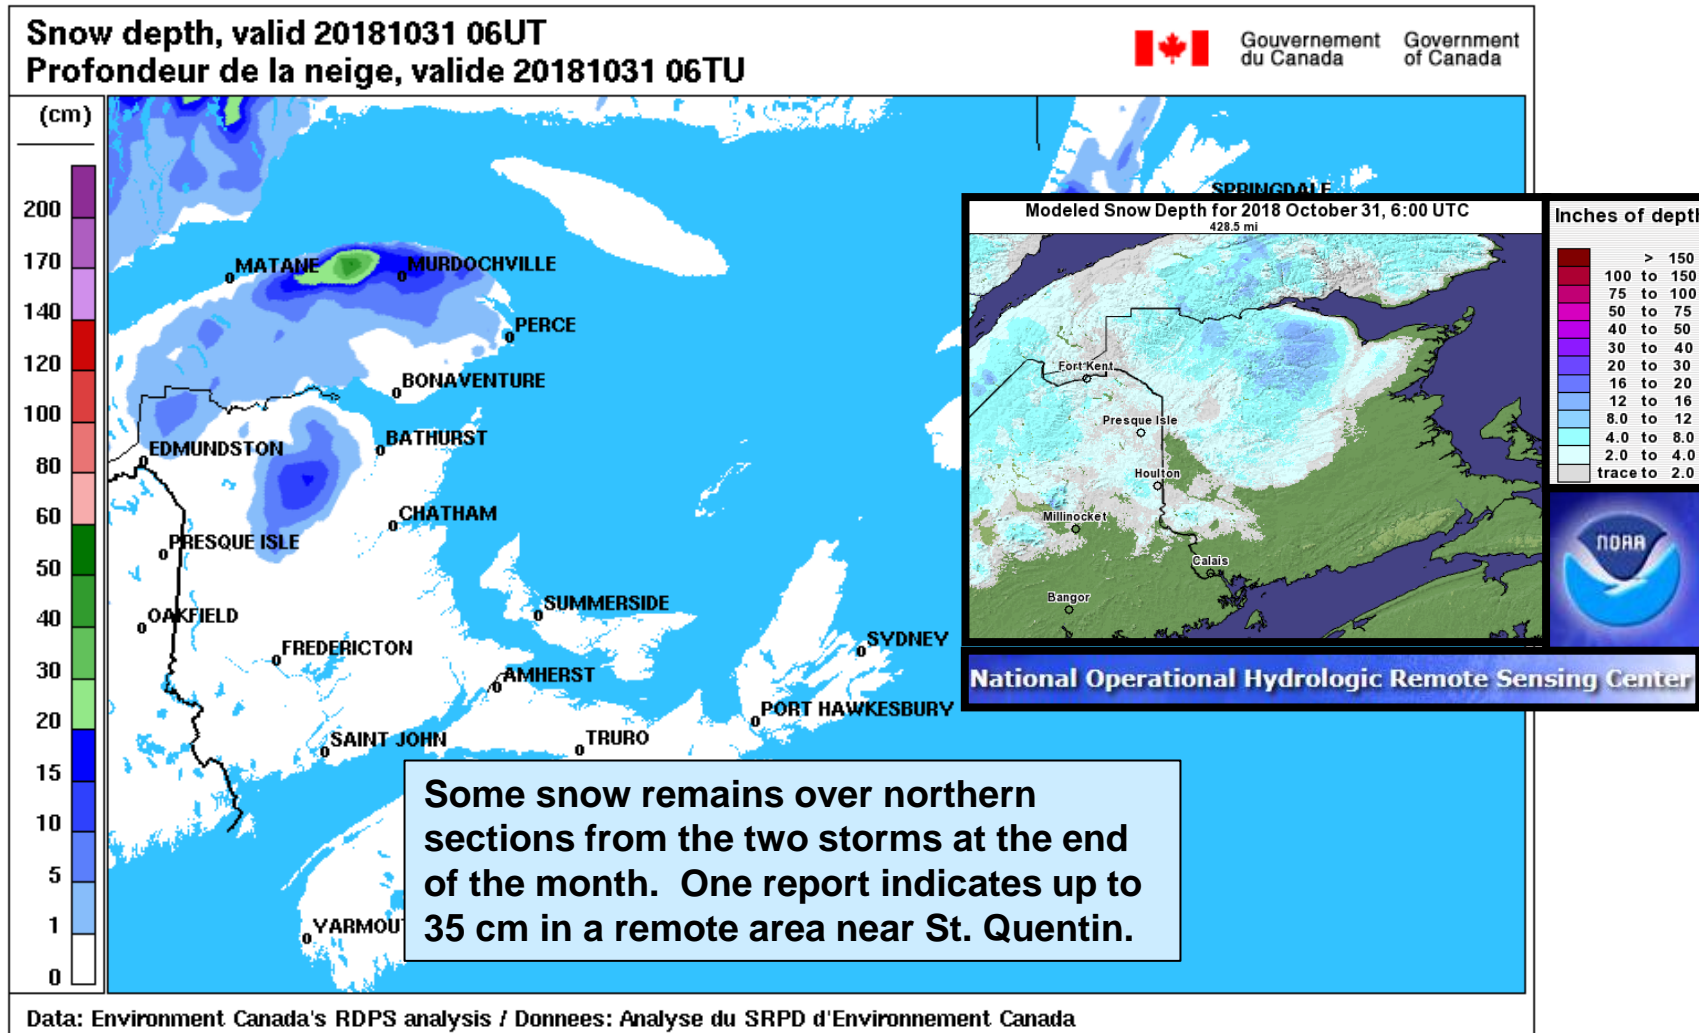 Snow depth, valid 20181031 06UT
Profondeur de la neige, valide 20181031 06TU
Gouvernement du Canada
Government of Canada
(cm)
200
170
140
120
100
80
60
50
40
30
20
15
10
5
1
0
SPRINGDALE
MATANE
MURDOCHVILLE
PERCE
BONAVENTURE
BATHURST
EDMUNDSTON
CHATHAM
PRESQUE ISLE
OAKFIELD
SUMMERSIDE
FREDERICTON
SYDNEY
AMHERST
PORT HAWKESBURY
SAINT JOHN
TRURO
YARMOU
Modeled Snow Depth for 2018 October 31, 6:00 UTC
428.5 mi
Fort Kent
Presque Isle
Houlton
Millinocket
Calais
Bangor
Inches of depth
> 150
100 to 150
75 to 100
50 to 75
40 to 50
30 to 40
20 to 30
16 to 20
12 to 16
8.0 to 12
4.0 to 8.0
2.0 to 4.0
trace to 2.0
NOAA
National Operational Hydrologic Remote Sensing Center
Some snow remains over northern
sections from the two storms at the end
of the month. One report indicates up to
35 cm in a remote area near St. Quentin.
Data: Environment Canada's RDPS analysis / Donnees: Analyse du SRPD d'Environnement Canada